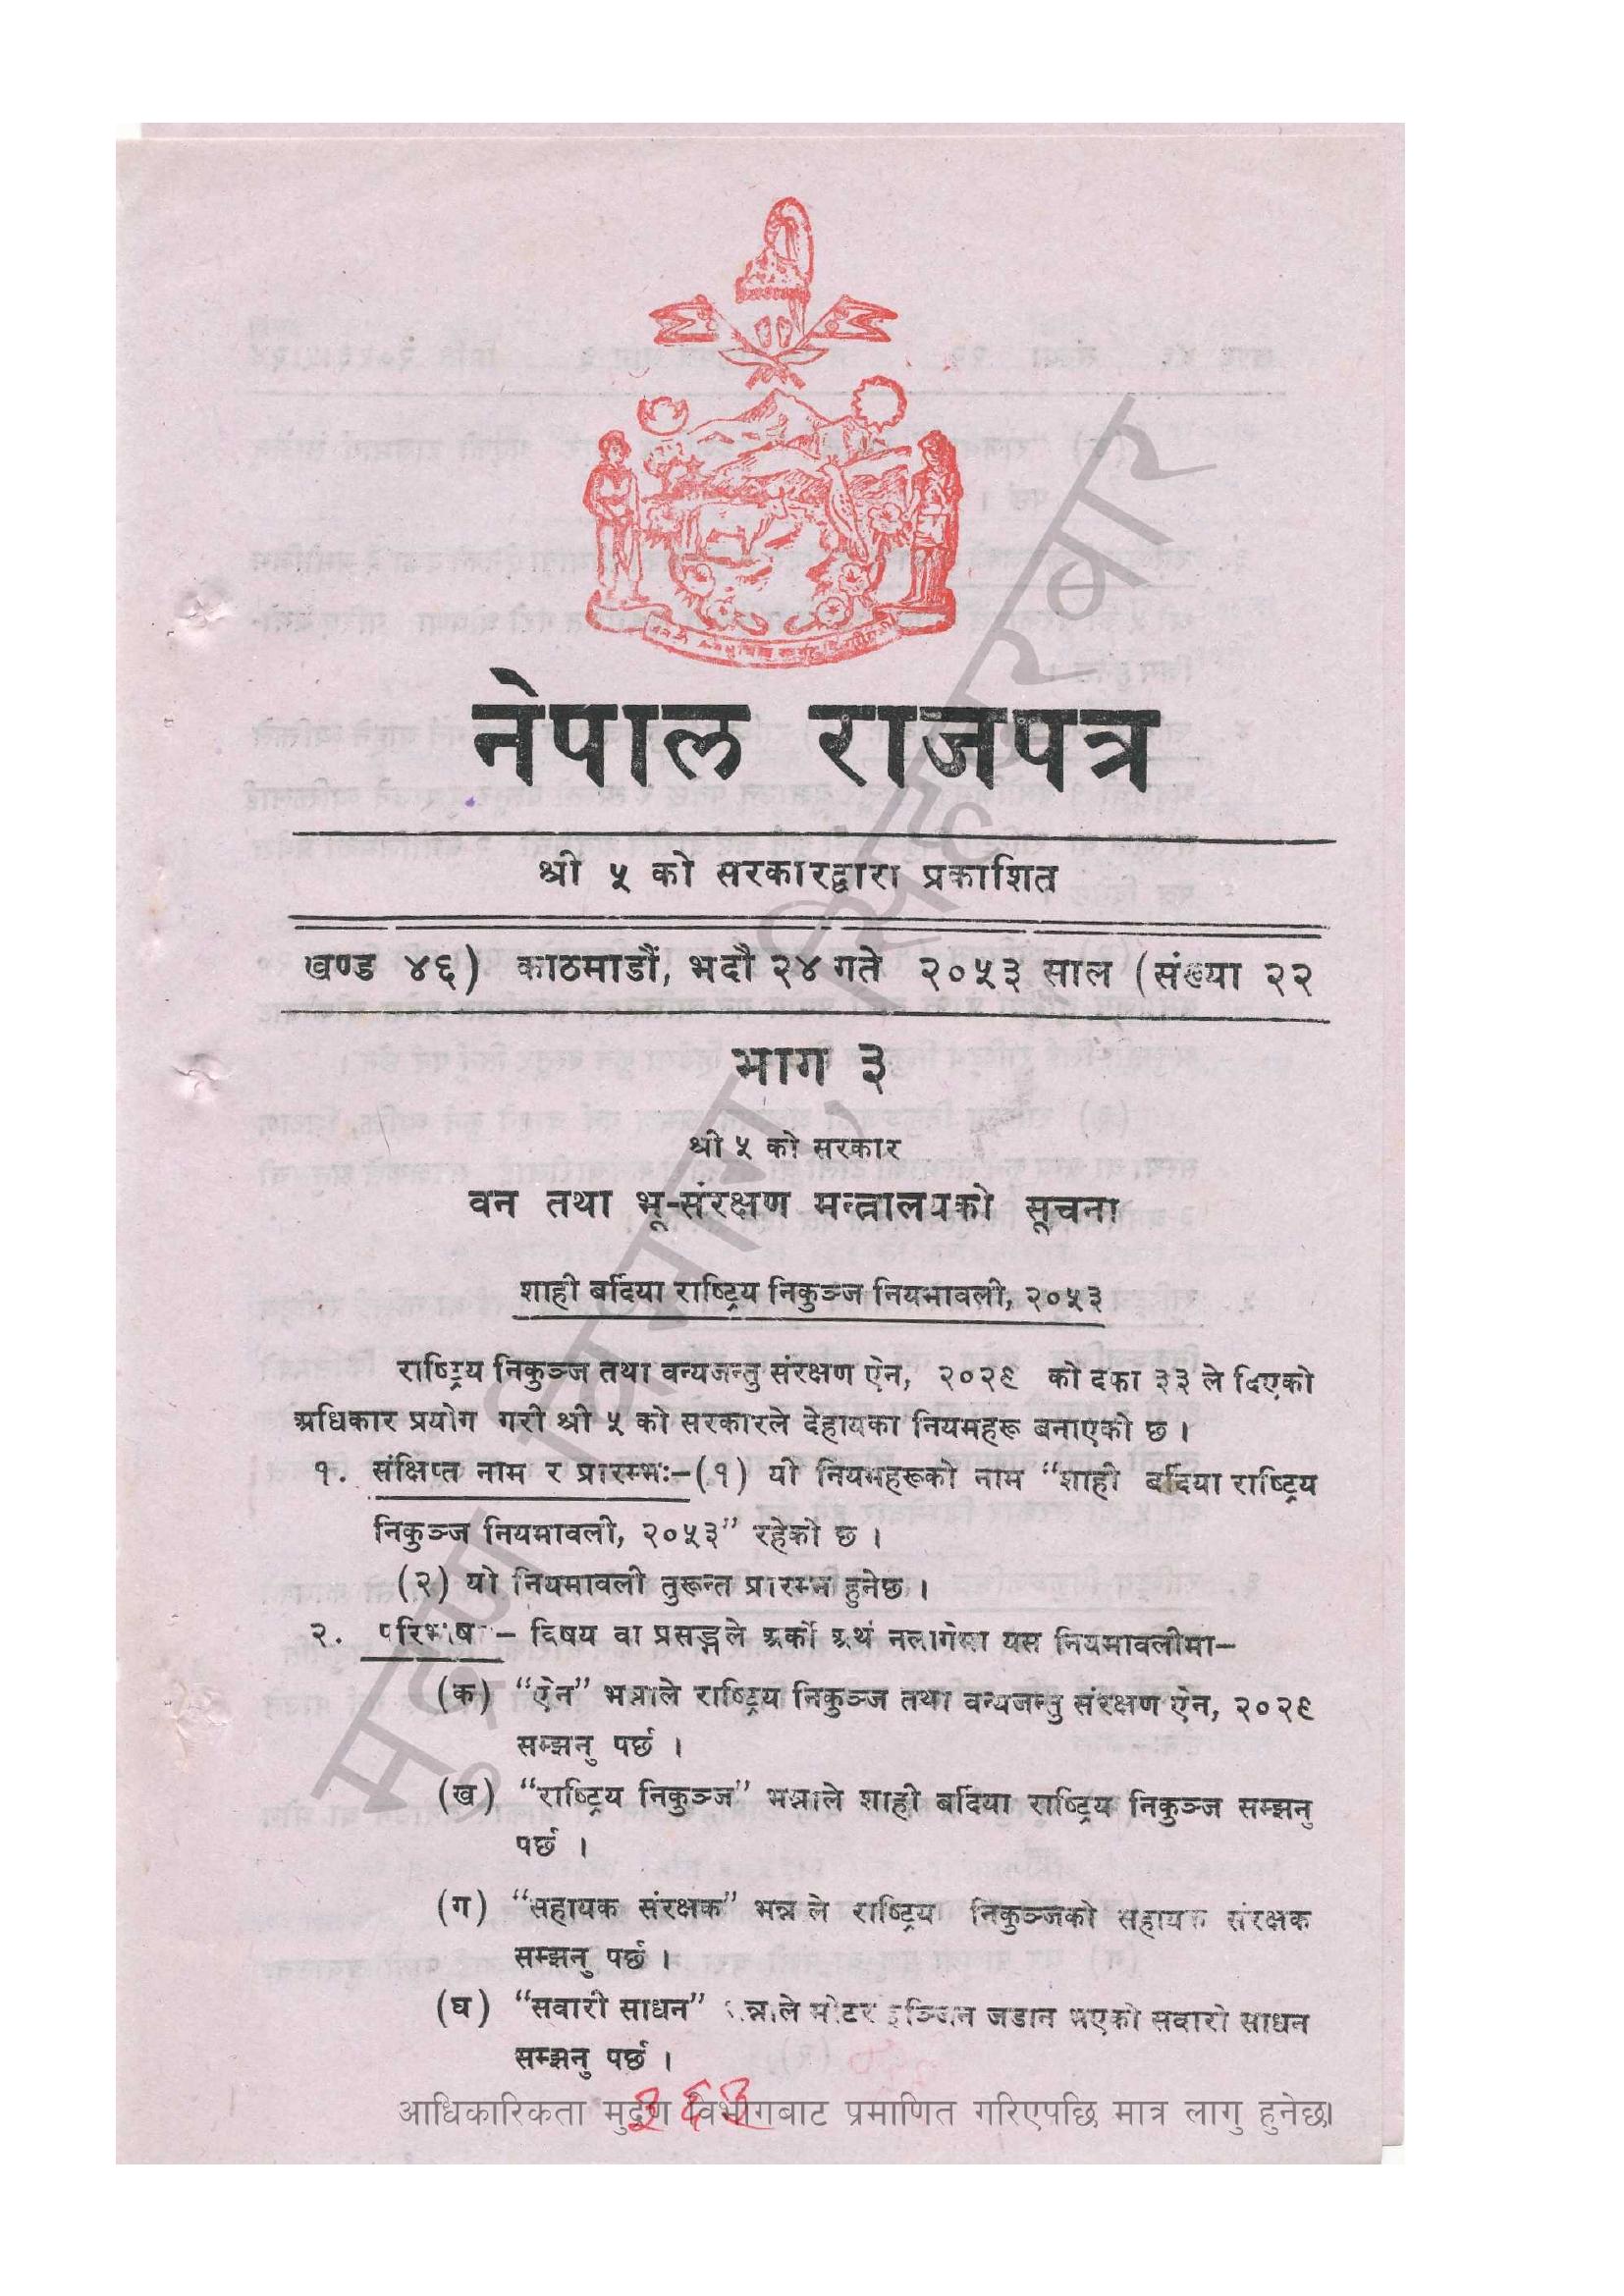 नेपाल राजपत्र
श्री ५ को सरकारद्वारा प्रकाशित
खण्ड ४६) काठमाडौं, भदौ २४ गते २०५३ साल (संख्या २२
भाग ३
श्री ५ को सरकार
वन तथा भू-संरक्षण मन्त्रालयको सूचना
शाही बर्दिया राष्ट्रिय निकुञ्ज नियमावली, २०५३
राष्ट्रिय निकुञ्ज तथा वन्यजन्तु संरक्षण ऐन, २०२९ को दफा ३३ ले दिएको
अधिकार प्रयोग गरी श्री ५ को सरकारले देहायका नियमहरू बनाएको छ ।
१. संक्षिप्त नाम र प्रारम्भः–(१) यी नियमहरूको नाम “शाही बर्दिया राष्ट्रिय
निकुञ्ज नियमावली, २०५३” रहेको छ ।
(२) यो नियमावली तुरून्त प्रारम्भ हुनेछ ।
२. परिभाषा – विषय वा प्रसङ्गले अर्को अर्थ नलागेमा यस नियमावलीमा–
(क) “ऐन” भन्नाले राष्ट्रिय निकुञ्ज तथा वन्यजन्तु संरक्षण ऐन, २०२९
सम्झनु पर्छ ।
(ख) “राष्ट्रिय निकुञ्ज” भन्नाले शाही बर्दिया राष्ट्रिय निकुञ्ज सम्झनु
पर्छ ।
(ग) “सहायक संरक्षक” भन्नाले राष्ट्रिय निकुञ्जको सहायक संरक्षक
सम्झनु पर्छ ।
(घ) “सवारी साधन” भन्नाले मोटर इञ्जिन जडान भएको सवारी साधन
सम्झनु पर्छ ।
३६३
आधिकारिकता मुद्रण विभागबाट प्रमाणित गरिएपछि मात्र लागु हुनेछ।
मुद्रण विभाग, सिंहदरवार